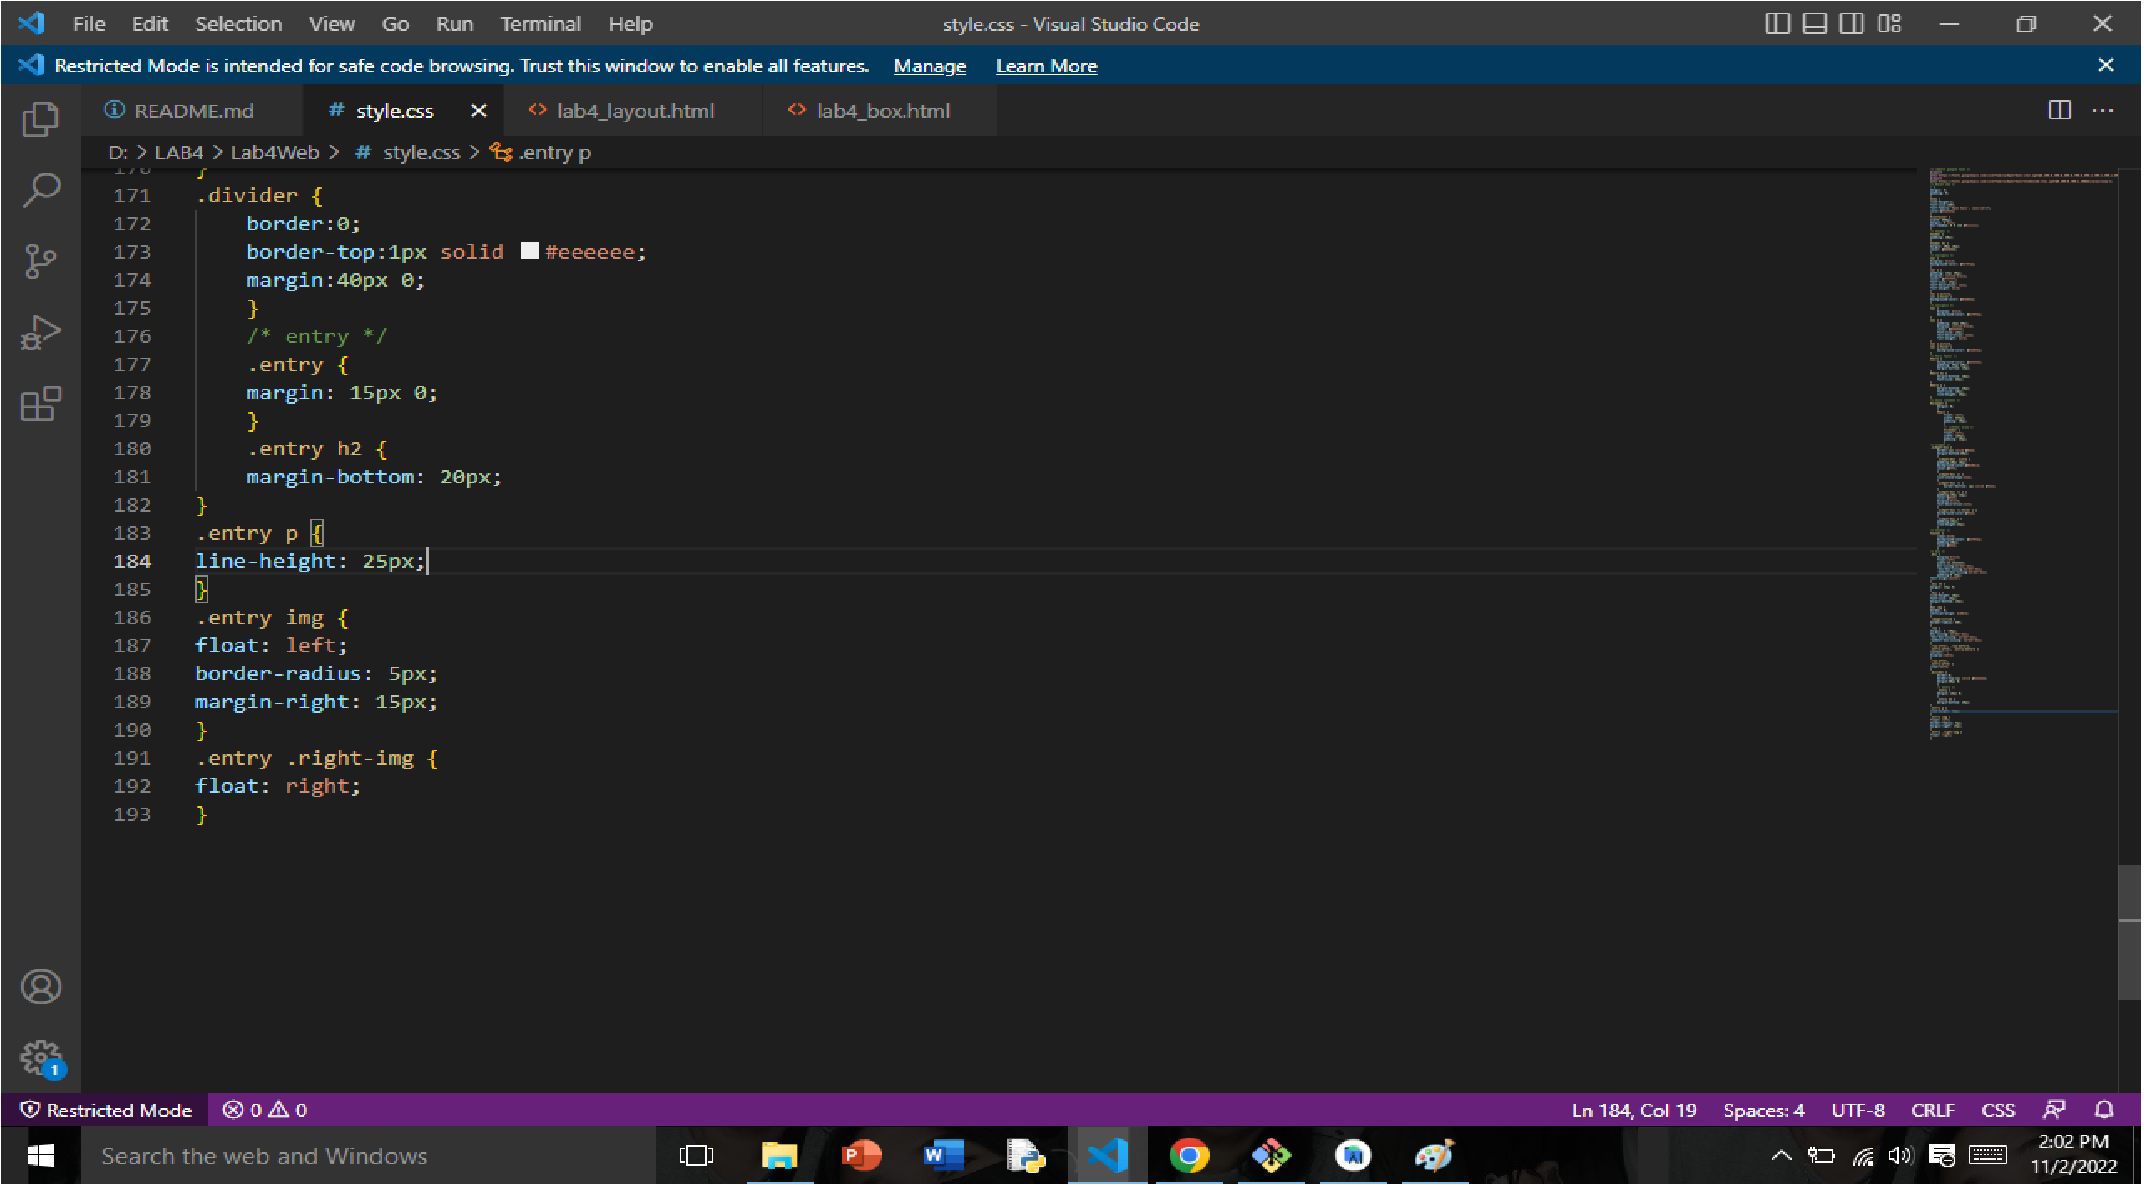 File Edit Selection View Go Run Terminal Help style.css - Visual Studio Code
Restricted Mode is intended for safe code browsing. Trust this window to enable all features. Manage Learn More
README.md # style.css lab4_layout.html lab4_box.html
D: > LAB4 > Lab4Web > # style.css > .entry p
170 }
171 .divider {
172 border:0;
173 border-top:1px solid #eeeeee;
174 margin:40px 0;
175 }
176 /* entry */
177 .entry {
178 margin: 15px 0;
179 }
180 .entry h2 {
181 margin-bottom: 20px;
182 }
183 .entry p {
184 line-height: 25px;
185 }
186 .entry img {
187 float: left;
188 border-radius: 5px;
189 margin-right: 15px;
190 }
191 .entry .right-img {
192 float: right;
193 }
1
Restricted Mode 0 0 Ln 184, Col 19 Spaces: 4 UTF-8 CRLF CSS
Search the web and Windows
2:02 PM
11/2/2022